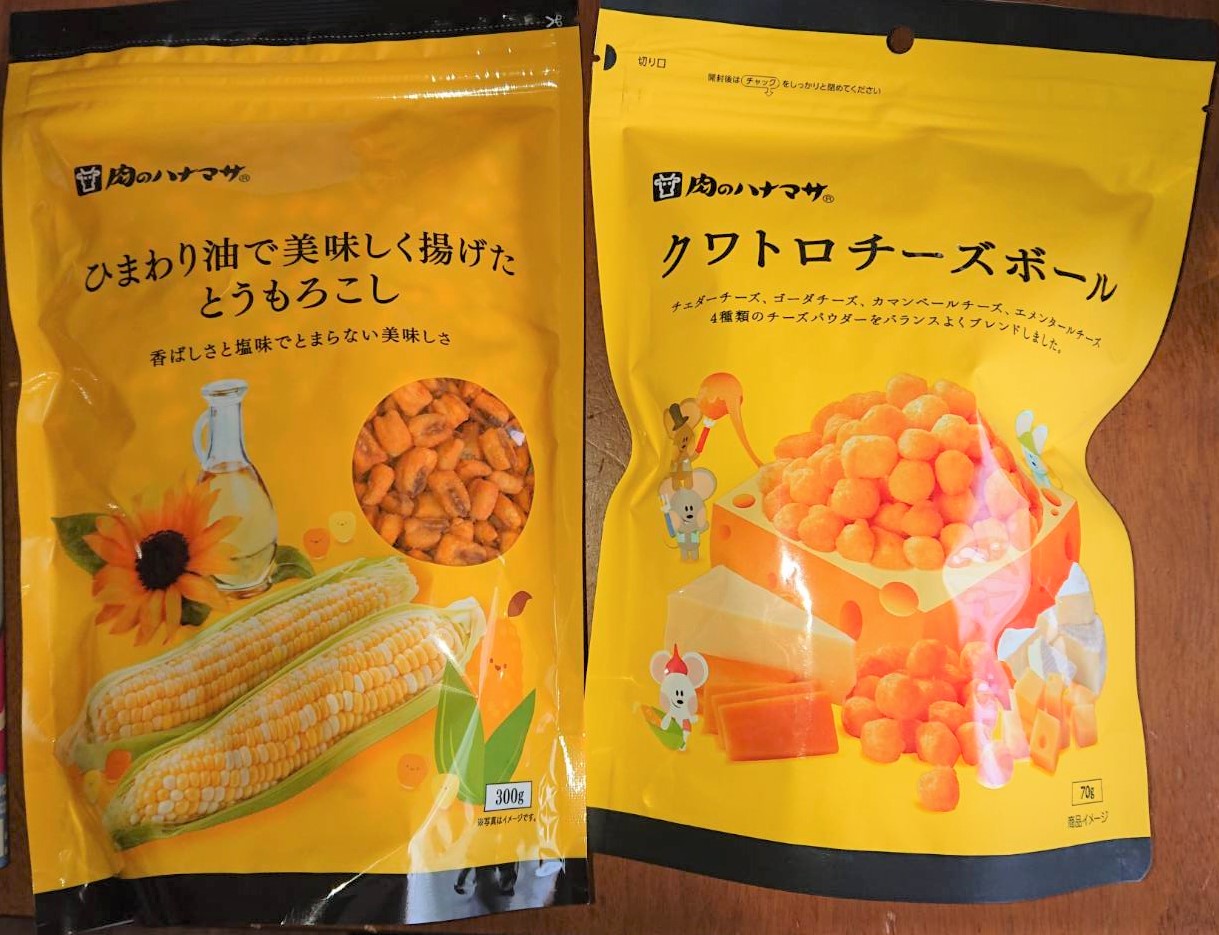 肉のハナマサ®
ひまわり油で美味しく揚げた
とうもろこし
香ばしさと塩味でとまらない美味しさ
300g
※写真はイメージです。
切り口
開封後はチャックをしっかりと閉めてください
肉のハナマサ®
クワトロチーズボール
チェダーチーズ、ゴーダチーズ、カマンベールチーズ、エメンタールチーズ
4種類のチーズパウダーをバランスよくブレンドしました。
70g
商品イメージ